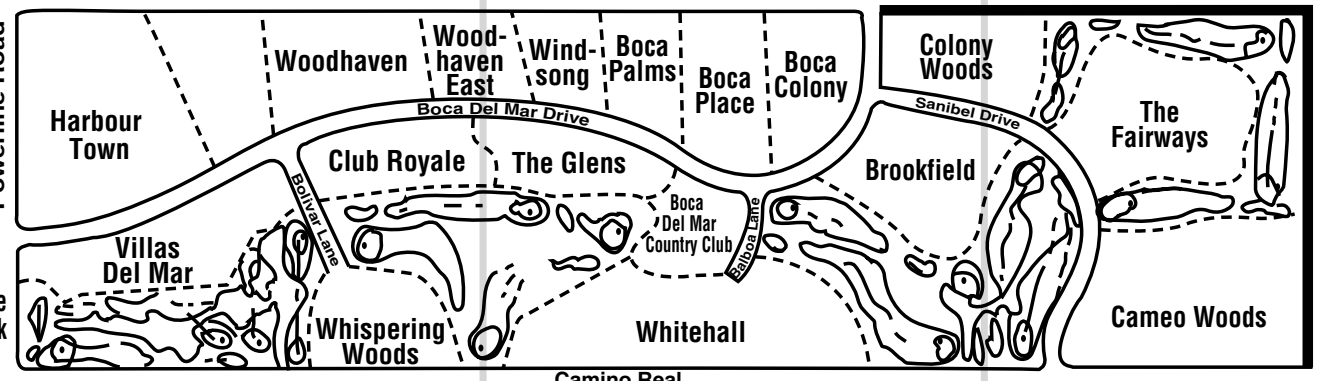 Powerline Road
Harbour
Town
Woodhaven
Wood-
haven
East
Wind-
song
Boca
Palms
Boca
Place
Boca
Colony
Colony
Woods
The
Fairways
Boca Del Mar Drive
Sanibel Drive
Club Royale
The Glens
Brookfield
Bolivar Lane
Boca
Del Mar
Country Club
Balboa Lane
Villas
Del Mar
Whispering
Woods
Whitehall
Cameo Woods
Camino Real